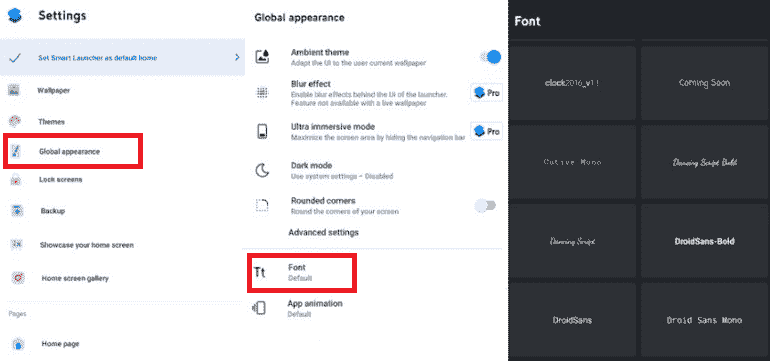 Settings
Set Smart Launcher as default home
Wallpaper
Themes
Global appearance
Lock screens
Backup
Showcase your home screen
Home screen gallery
Pages
Home page
Global appearance
Ambient theme
Adapt the UI to the user current wallpaper
Blur effect
Enable blur effects behind the UI of the launcher.
Feature not available with a live wallpaper
Pro
Ultra immersive mode
Maximize the screen area by hiding the navigation bar
Pro
Dark mode
Use system settings - Disabled
Rounded corners
Round the corners of your screen
Advanced settings
Tt
Font
Default
App animation
Default
Font
clock2016_v1.1
Coming Soon
Cutive Mono
Dancing Script Bold
Dancing Script
DroidSans-Bold
DroidSans
Droid Sans Mono